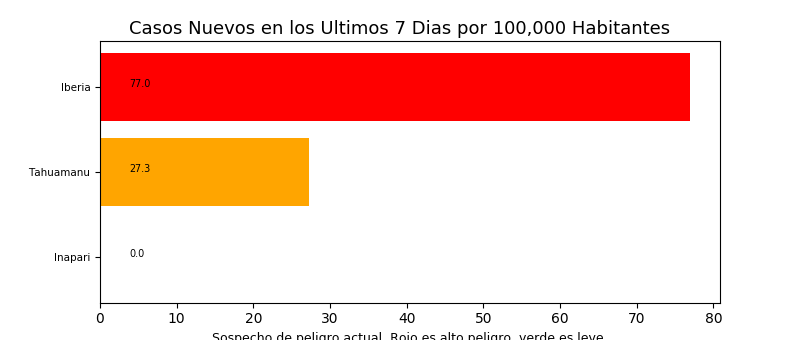 Casos Nuevos en los Ultimos 7 Dias por 100,000 Habitantes
Iberia
77.0
Tahuamanu
27.3
Inapari
0.0
0 10 20 30 40 50 60 70 80
Sospecho de peligro actual. Rojo es alto peligro, verde es leve